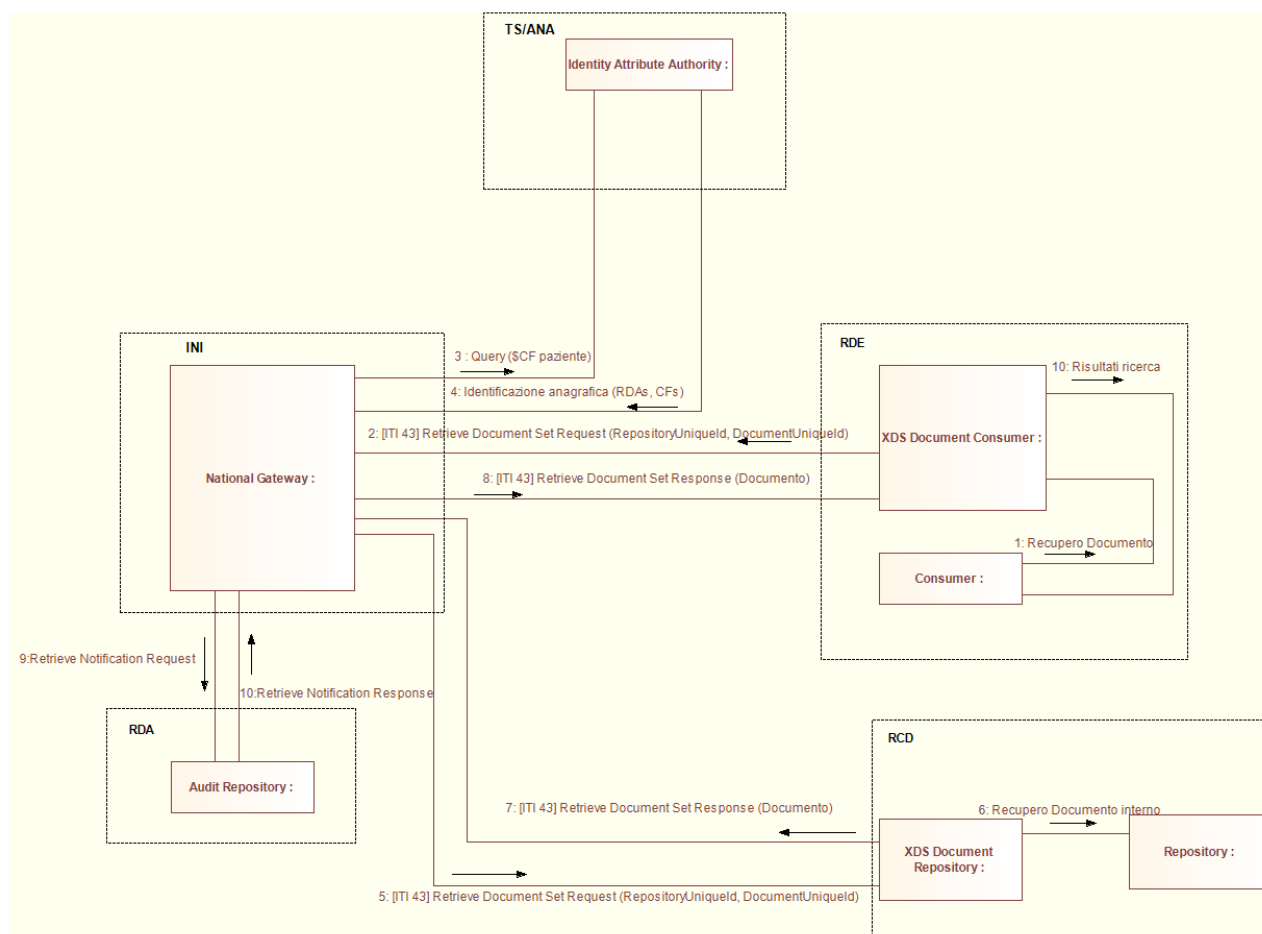 TS/ANA
Identity Attribute Authority :
INI
RDE
3 : Query ($CF paziente)
10: Risultati ricerca
4: Identificazione anagrafica (RDAs, CFs)
2: [ITI 43] Retrieve Document Set Request (RepositoryUniqueId, DocumentUniqueId)
XDS Document Consumer :
National Gateway :
8: [ITI 43] Retrieve Document Set Response (Documento)
1: Recupero Documento
Consumer :
9:Retrieve Notification Request
10:Retrieve Notification Response
RDA
RCD
Audit Repository :
7: [ITI 43] Retrieve Document Set Response (Documento)
6: Recupero Documento interno
XDS Document
Repository :
Repository :
5: [ITI 43] Retrieve Document Set Request (RepositoryUniqueId, DocumentUniqueId)